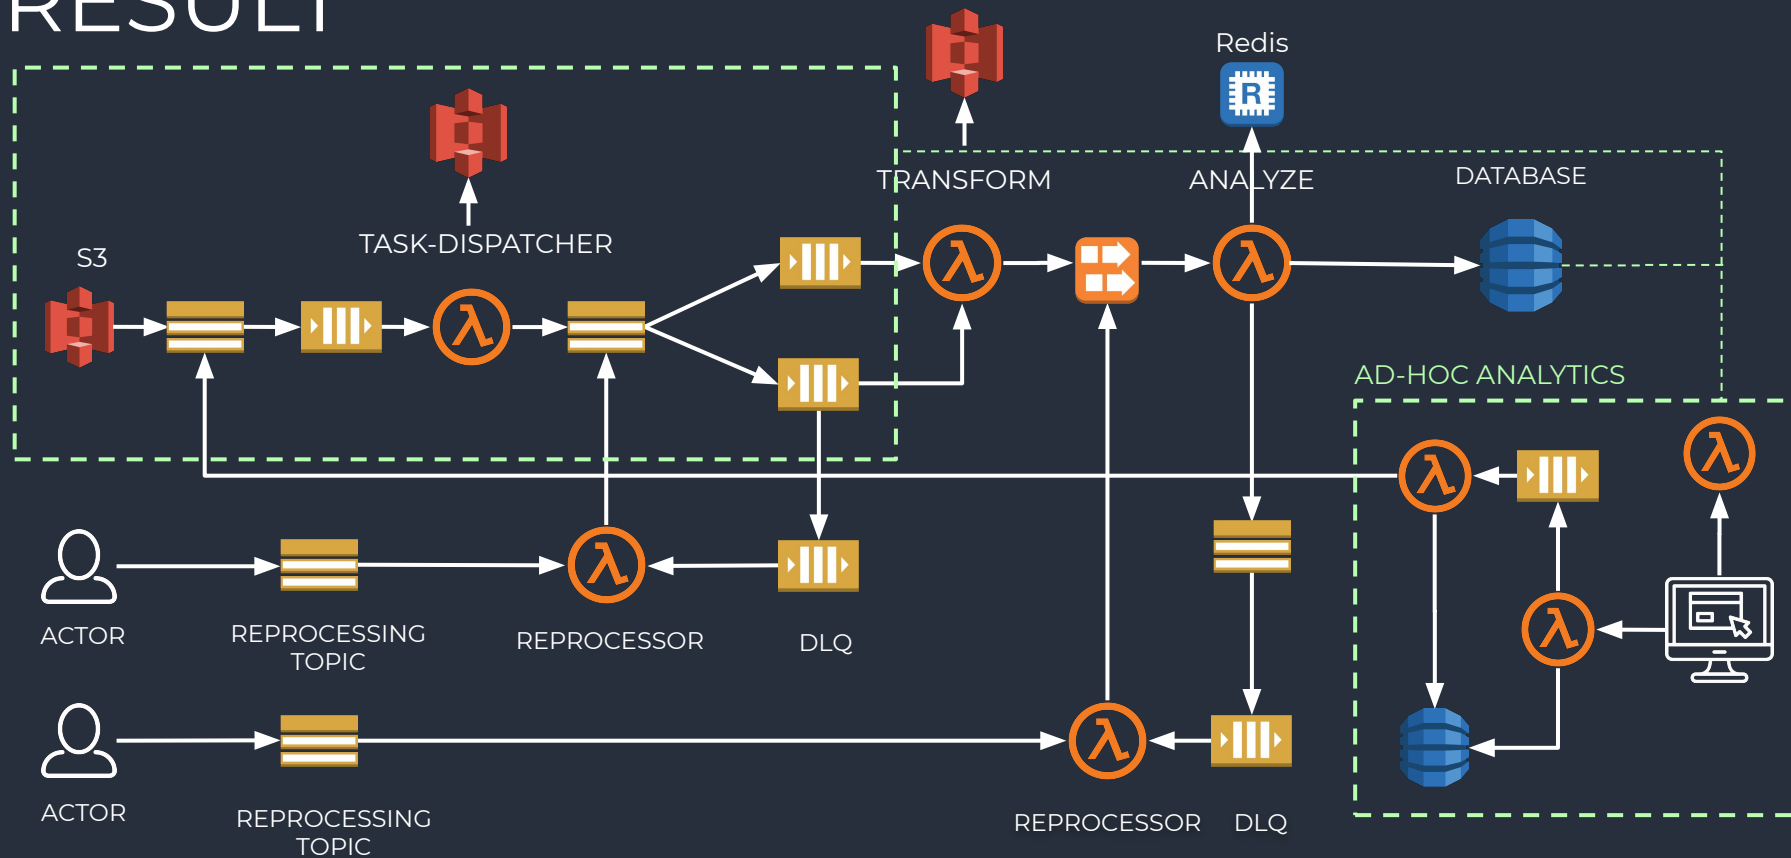 RESULT
Redis
TRANSFORM
ANALYZE
DATABASE
S3
TASK-DISPATCHER
AD-HOC ANALYTICS
ACTOR
REPROCESSING
TOPIC
REPROCESSOR
DLQ
ACTOR
REPROCESSING
TOPIC
REPROCESSOR
DLQ
R
λ
λ
λ
λ
λ
λ
λ
λ